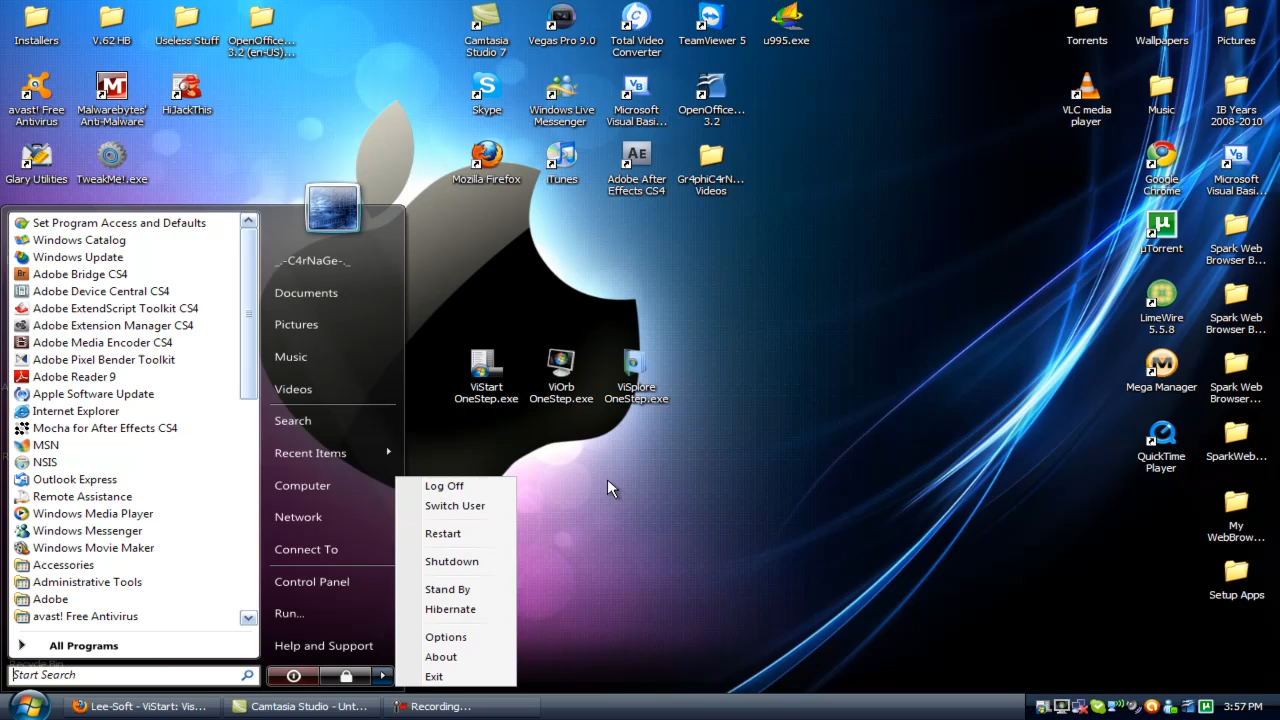 Installers
V.62 HB
Useless Stuff
OpenOffice...
3.2 (en-US)...
Camtasia
Studio 7
Vegas Pro 9.0
Total Video
Converter
TeamViewer 5
u995.exe
Torrents
Wallpapers
Pictures
avast! Free
Antivirus
Malwarebytes'
Anti-Malware
HiJackThis
Skype
Windows Live
Messenger
Microsoft
Visual Basi...
OpenOffice...
3.2
VLC media
player
Music
IB Years
2008-2010
Glary Utilities
TweakMe!.exe
Mozilla Firefox
iTunes
Adobe After
Effects CS4
Gr4phiC4rN...
Videos
Google
Chrome
Microsoft
Visual Basi...
µTorrent
Spark Web
Browser B...
LimeWire
5.5.8
Spark Web
Browser B...
Mega Manager
Spark Web
Browser...
QuickTime
Player
SparkWeb...
My
WebBrow...
Setup Apps
ViStart
OneStep.exe
ViOrb
OneStep.exe
ViSplore
OneStep.exe
Set Program Access and Defaults
Windows Catalog
Windows Update
Adobe Bridge CS4
Adobe Device Central CS4
Adobe ExtendScript Toolkit CS4
Adobe Extension Manager CS4
Adobe Media Encoder CS4
Adobe Pixel Bender Toolkit
Adobe Reader 9
Apple Software Update
Internet Explorer
Mocha for After Effects CS4
MSN
NSIS
Outlook Express
Remote Assistance
Windows Media Player
Windows Messenger
Windows Movie Maker
Accessories
Administrative Tools
Adobe
avast! Free Antivirus
All Programs
Recycle Bin
Start Search
_.-C4rNaGe-._
Documents
Pictures
Music
Videos
Search
Recent Items
Computer
Network
Connect To
Control Panel
Run...
Help and Support
Log Off
Switch User
Restart
Shutdown
Stand By
Hibernate
Options
About
Exit
Lee-Soft - ViStart: Vis...
Camtasia Studio - Unt...
Recording...
3:57 PM